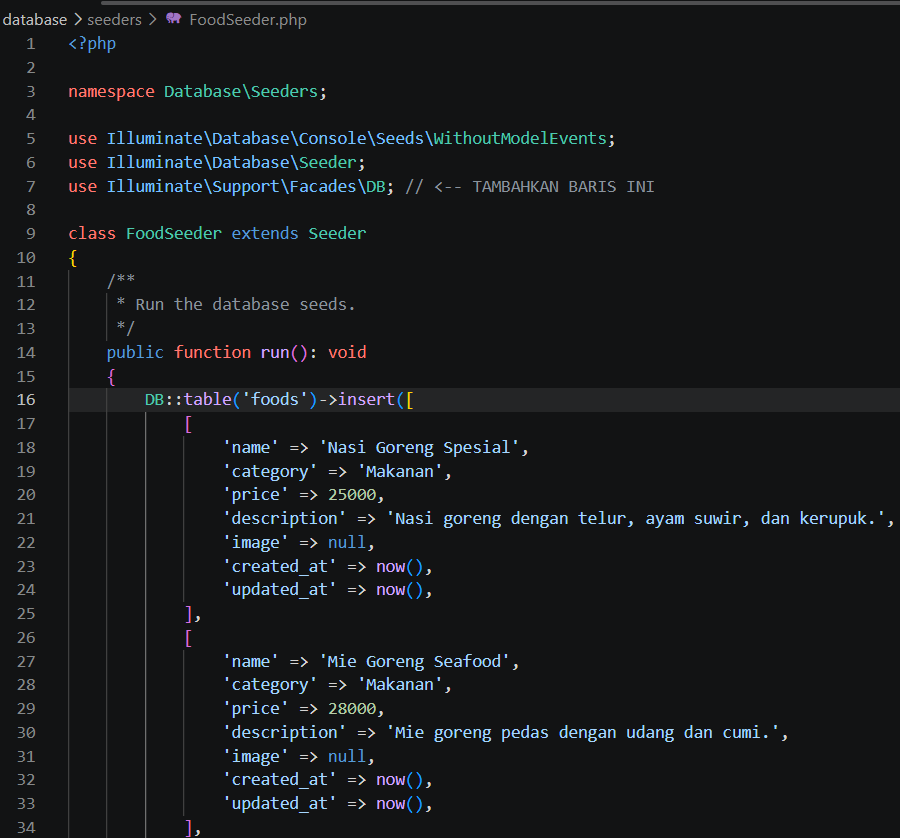 database > seeders > FoodSeeder.php
1 <?php
2
3 namespace Database\Seeders;
4
5 use Illuminate\Database\Console\Seeds\WithoutModelEvents;
6 use Illuminate\Database\Seeder;
7 use Illuminate\Support\Facades\DB; // <-- TAMBAHKAN BARIS INI
8
9 class FoodSeeder extends Seeder
10 {
11     /**
12      * Run the database seeds.
13      */
14     public function run(): void
15     {
16         DB::table('foods')->insert([
17             [
18                 'name' => 'Nasi Goreng Spesial',
19                 'category' => 'Makanan',
20                 'price' => 25000,
21                 'description' => 'Nasi goreng dengan telur, ayam suwir, dan kerupuk.',
22                 'image' => null,
23                 'created_at' => now(),
24                 'updated_at' => now(),
25             ],
26             [
27                 'name' => 'Mie Goreng Seafood',
28                 'category' => 'Makanan',
29                 'price' => 28000,
30                 'description' => 'Mie goreng pedas dengan udang dan cumi.',
31                 'image' => null,
32                 'created_at' => now(),
33                 'updated_at' => now(),
34             ],